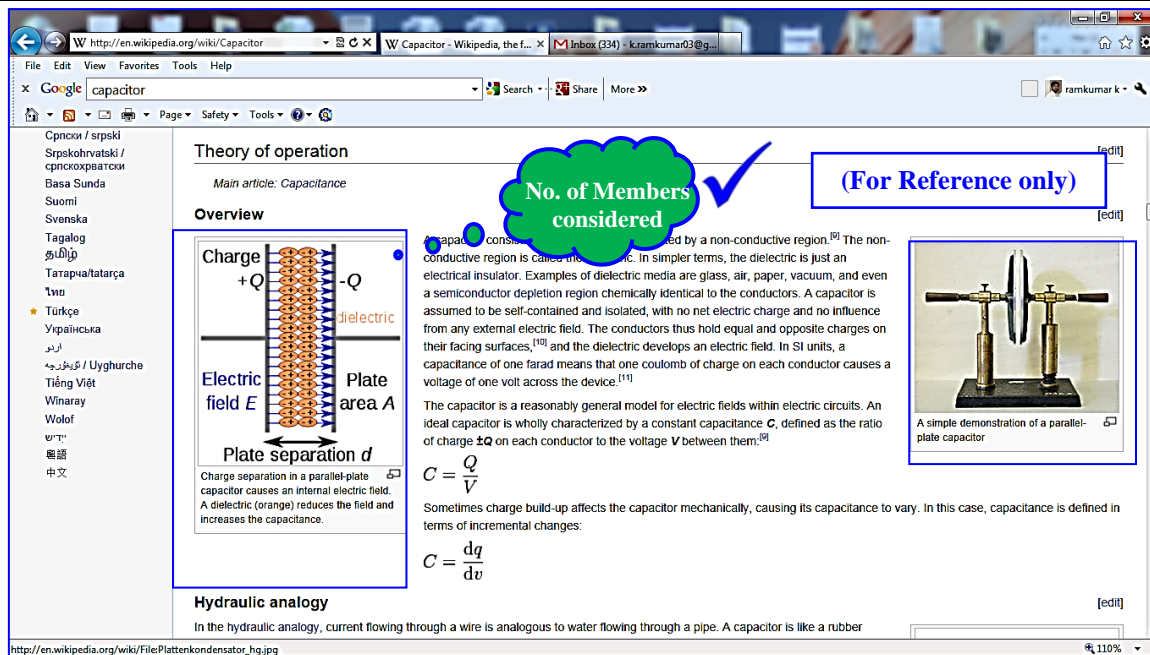 http://en.wikipedia.org/wiki/Capacitor
Capacitor - Wikipedia, the f...
Inbox (334) - k.ramkumar03@g...
File Edit View Favorites Tools Help
x Google capacitor Search Share More »
ramkumar k
Page Safety Tools
Српски / srpski
Srpskohrvatski /
српскохрватски
Basa Sunda
Suomi
Svenska
Tagalog
தமிழ்
Татарча/tatarça
ไทย
Türkçe
Українська
اردو
ئۇيغۇرچە / Uyghurche
Tiếng Việt
Winaray
Wolof
ייִדיש
粵語
中文
Theory of operation [edit]
Main article: Capacitance
No. of Members
considered
(For Reference only)
Overview [edit]
Charge
+Q
-Q
dielectric
Electric
field E
Plate
area A
Plate separation d
Charge separation in a parallel-plate
capacitor causes an internal electric field.
A dielectric (orange) reduces the field and
increases the capacitance.
by a non-conductive region.[9] The non-
conductive region is called In simpler terms, the dielectric is just an
electrical insulator. Examples of dielectric media are glass, air, paper, vacuum, and even
a semiconductor depletion region chemically identical to the conductors. A capacitor is
assumed to be self-contained and isolated, with no net electric charge and no influence
from any external electric field. The conductors thus hold equal and opposite charges on
their facing surfaces,[10] and the dielectric develops an electric field. In SI units, a
capacitance of one farad means that one coulomb of charge on each conductor causes a
voltage of one volt across the device.[11]
The capacitor is a reasonably general model for electric fields within electric circuits. An
ideal capacitor is wholly characterized by a constant capacitance C, defined as the ratio
of charge ±Q on each conductor to the voltage V between them:[9]
C = Q/V
Sometimes charge build-up affects the capacitor mechanically, causing its capacitance to vary. In this case, capacitance is defined in
terms of incremental changes:
C = dq/dv
A simple demonstration of a parallel-
plate capacitor
Hydraulic analogy [edit]
In the hydraulic analogy, current flowing through a wire is analogous to water flowing through a pipe. A capacitor is like a rubber
http://en.wikipedia.org/wiki/File:Plattenkondensator_hg.jpg
110%